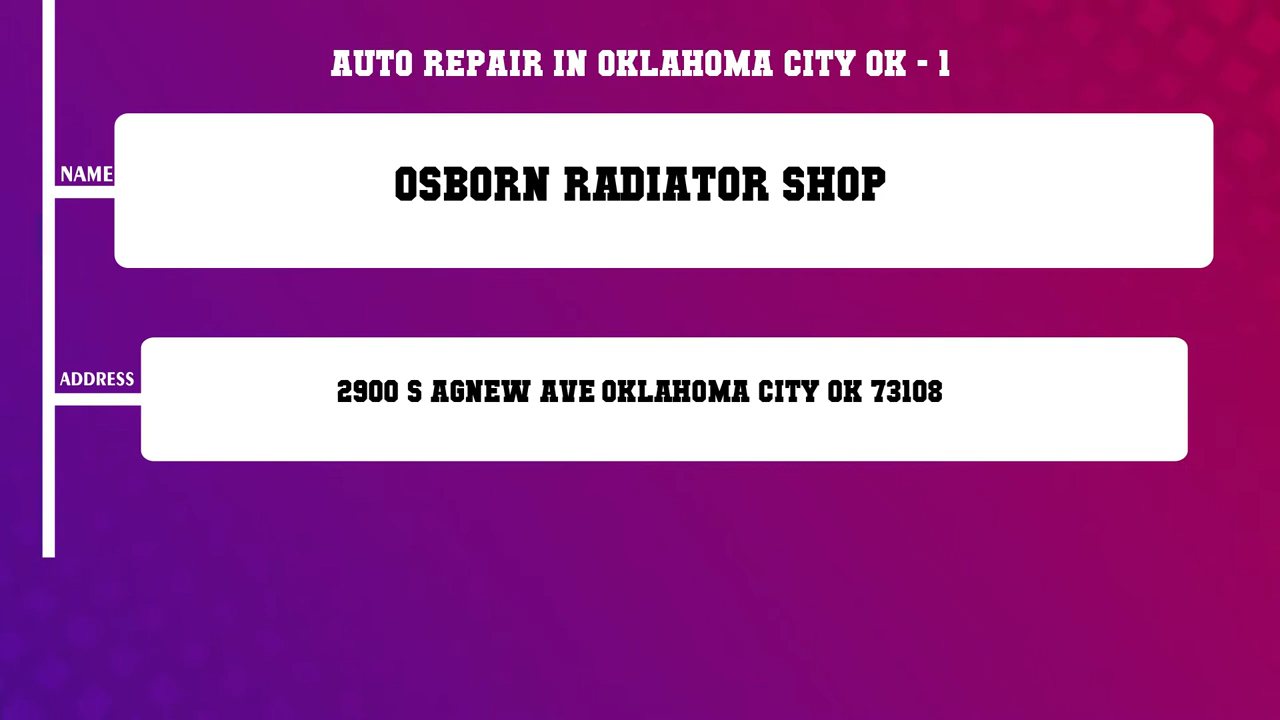 AUTO REPAIR IN OKLAHOMA CITY OK - 1
NAME
OSBORN RADIATOR SHOP
ADDRESS
2900 S AGNEW AVE OKLAHOMA CITY OK 73108